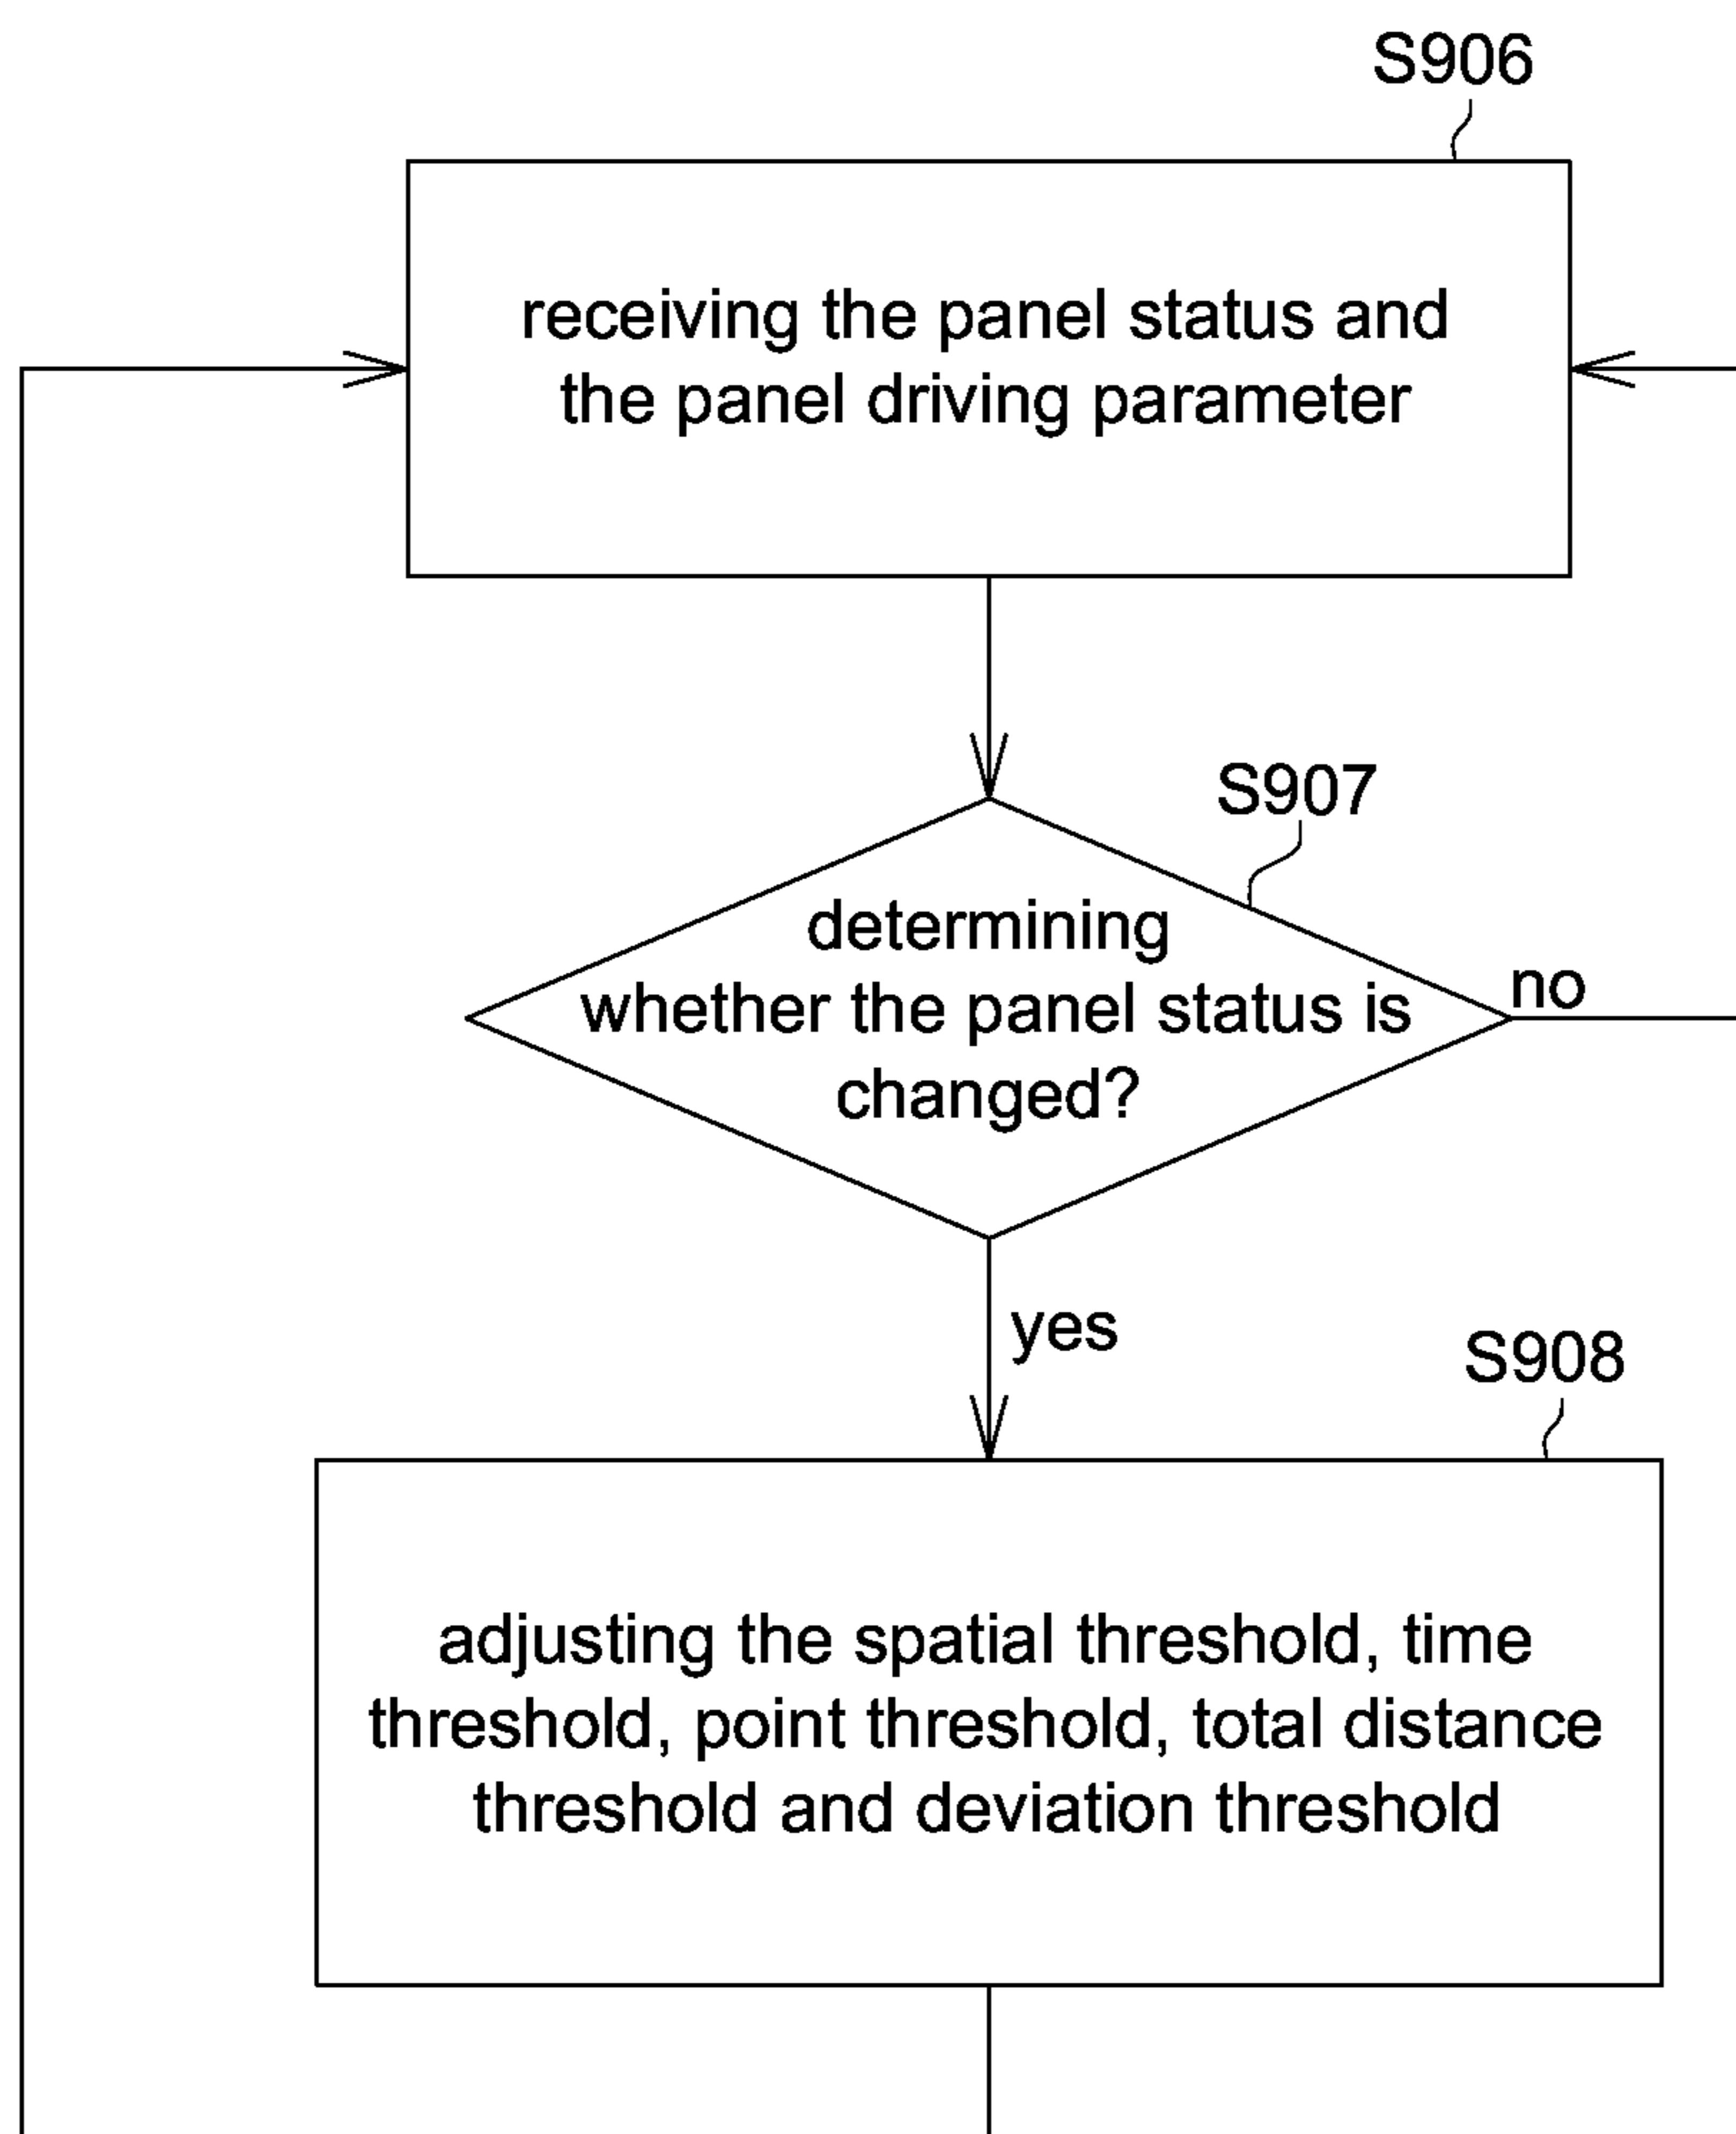 S906
receiving the panel status and
the panel driving parameter
S907
determining
whether the panel status is
changed?
no
yes
S908
adjusting the spatial threshold, time
threshold, point threshold, total distance
threshold and deviation threshold